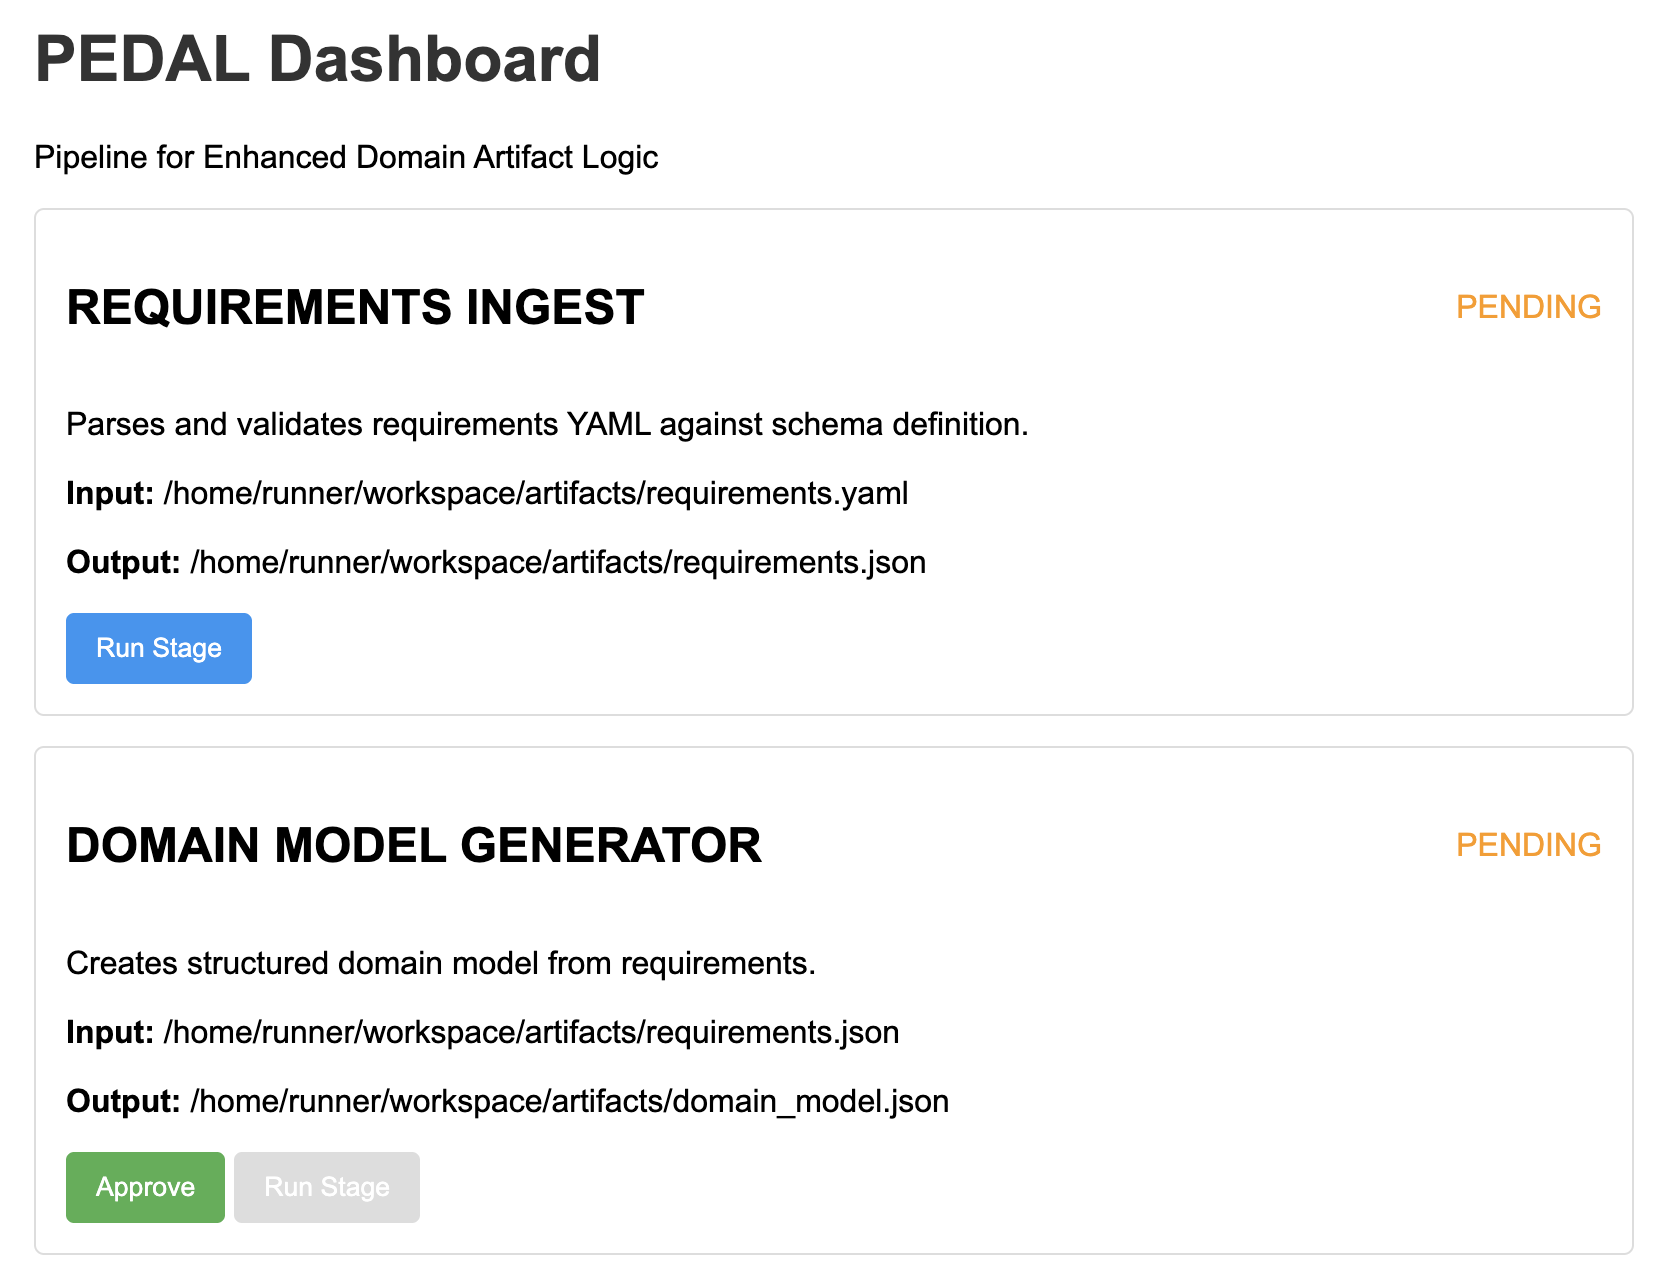 PEDAL Dashboard
Pipeline for Enhanced Domain Artifact Logic
REQUIREMENTS INGEST
PENDING
Parses and validates requirements YAML against schema definition.
Input: /home/runner/workspace/artifacts/requirements.yaml
Output: /home/runner/workspace/artifacts/requirements.json
Run Stage
DOMAIN MODEL GENERATOR
PENDING
Creates structured domain model from requirements.
Input: /home/runner/workspace/artifacts/requirements.json
Output: /home/runner/workspace/artifacts/domain_model.json
Approve
Run Stage